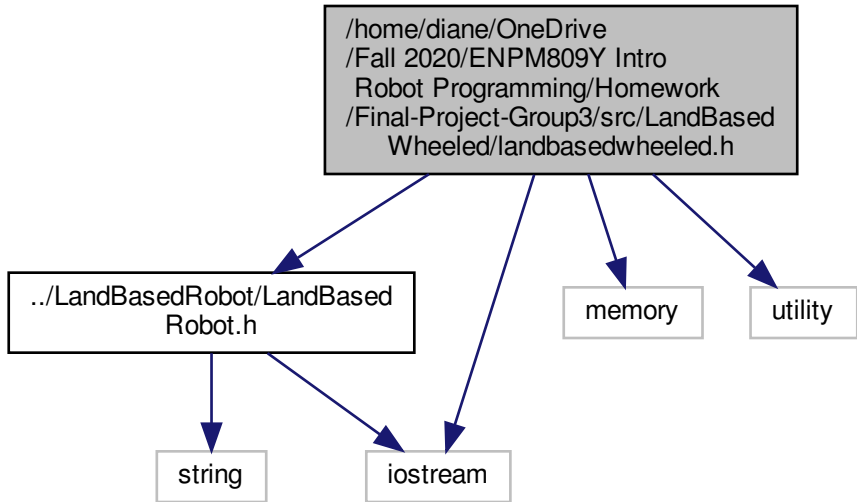 /home/diane/OneDrive
/Fall 2020/ENPM809Y Intro
Robot Programming/Homework
/Final-Project-Group3/src/LandBased
Wheeled/landbasedwheeled.h
../LandBasedRobot/LandBased
Robot.h
memory
utility
string
iostream